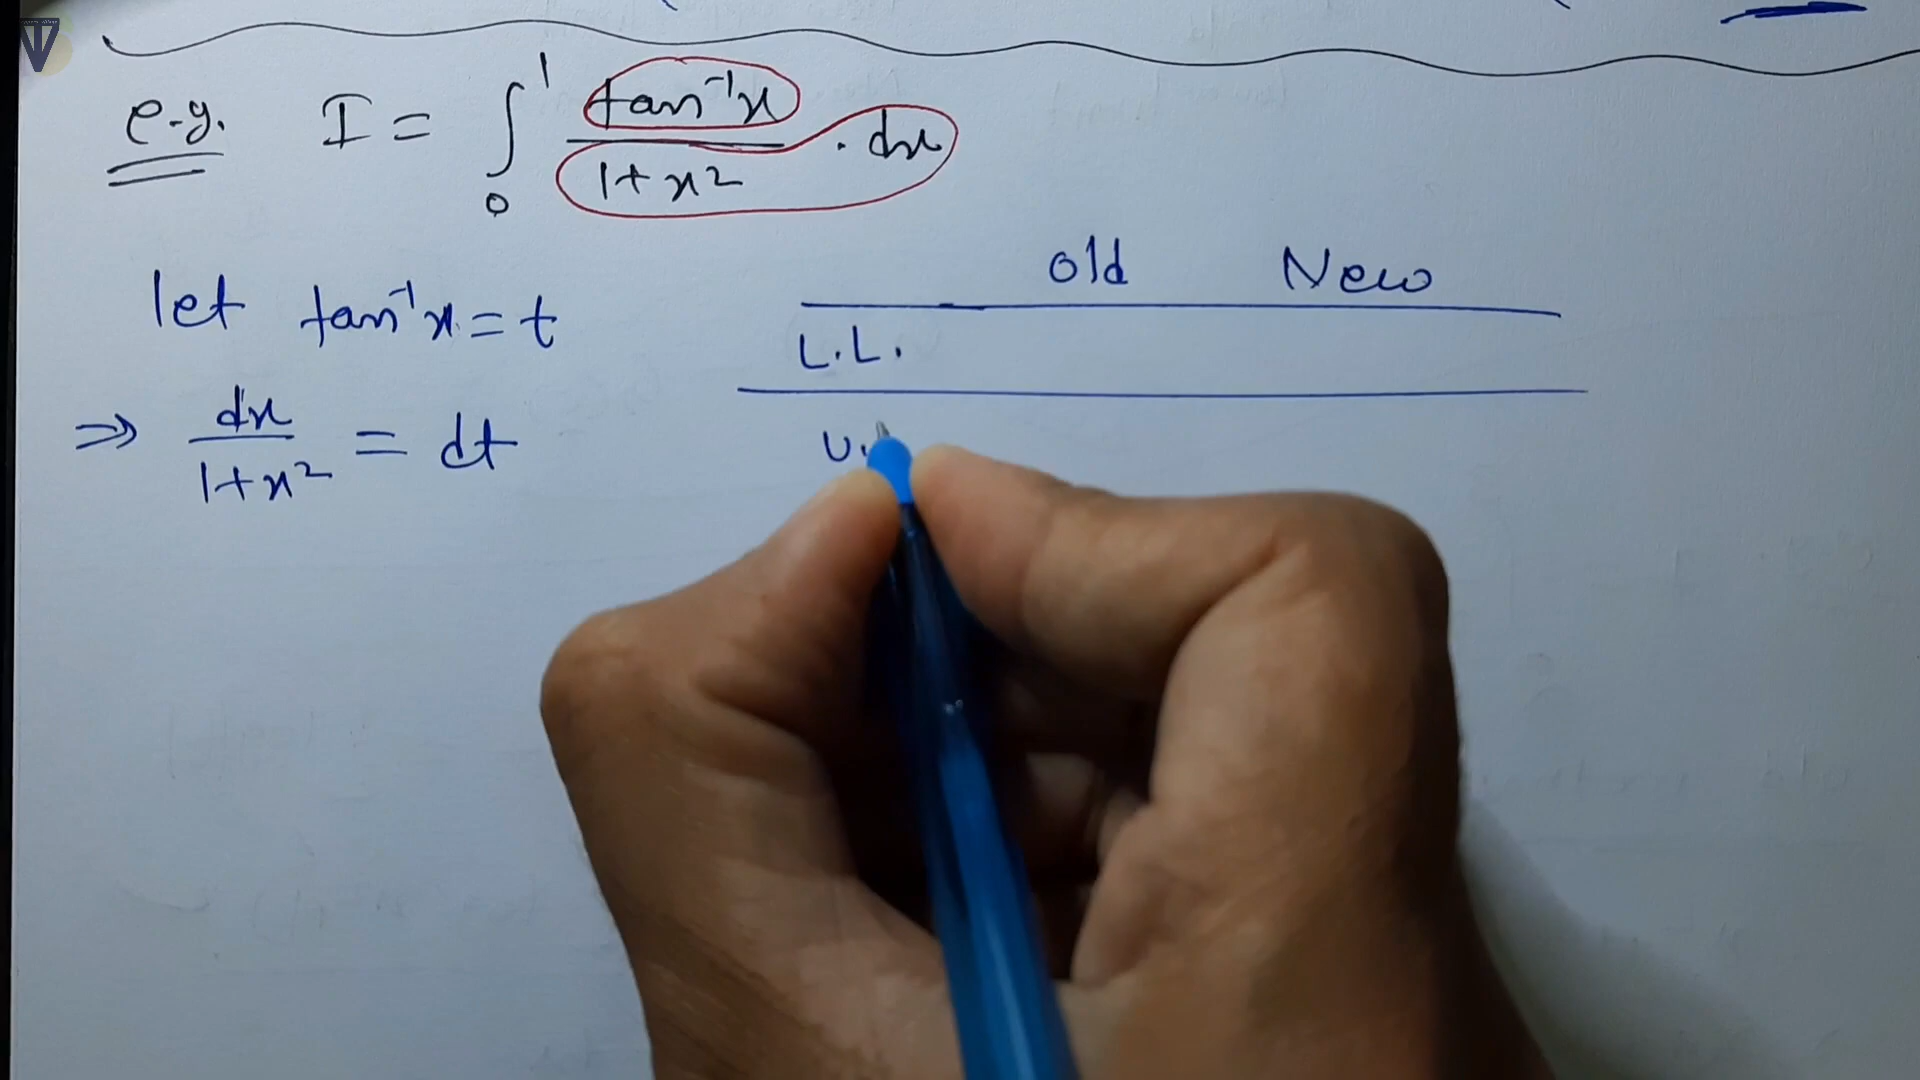 e.g. I = ∫₀¹ tan⁻¹x / 1+x² . dx
let tan⁻¹x = t
⇒ dx / 1+x² = dt
old New
L.L.
U.